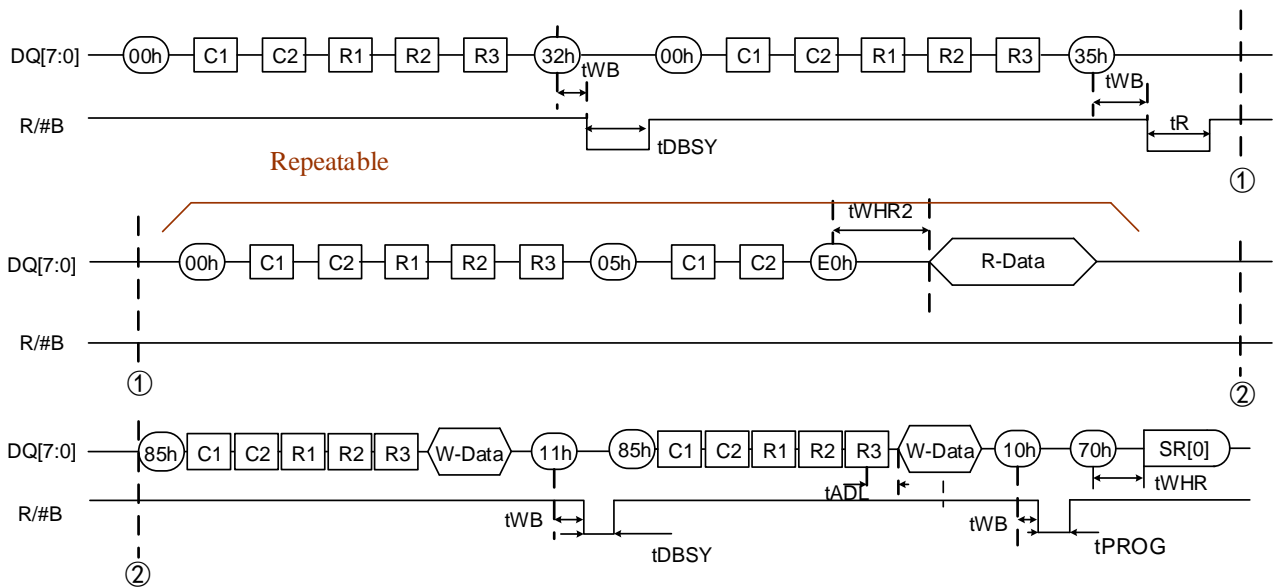 DQ[7:0] 00h C1 C2 R1 R2 R3 32h 00h C1 C2 R1 R2 R3 35h
tWB tWB
R/#B tDBSY tR
Repeatable ①
tWHR2
DQ[7:0] 00h C1 C2 R1 R2 R3 05h C1 C2 E0h R-Data
R/#B
① ②
DQ[7:0] 85h C1 C2 R1 R2 R3 W-Data 11h 85h C1 C2 R1 R2 R3 W-Data 10h 70h SR[0]
tADL tWHR
R/#B tWB tWB
tDBSY tPROG
②